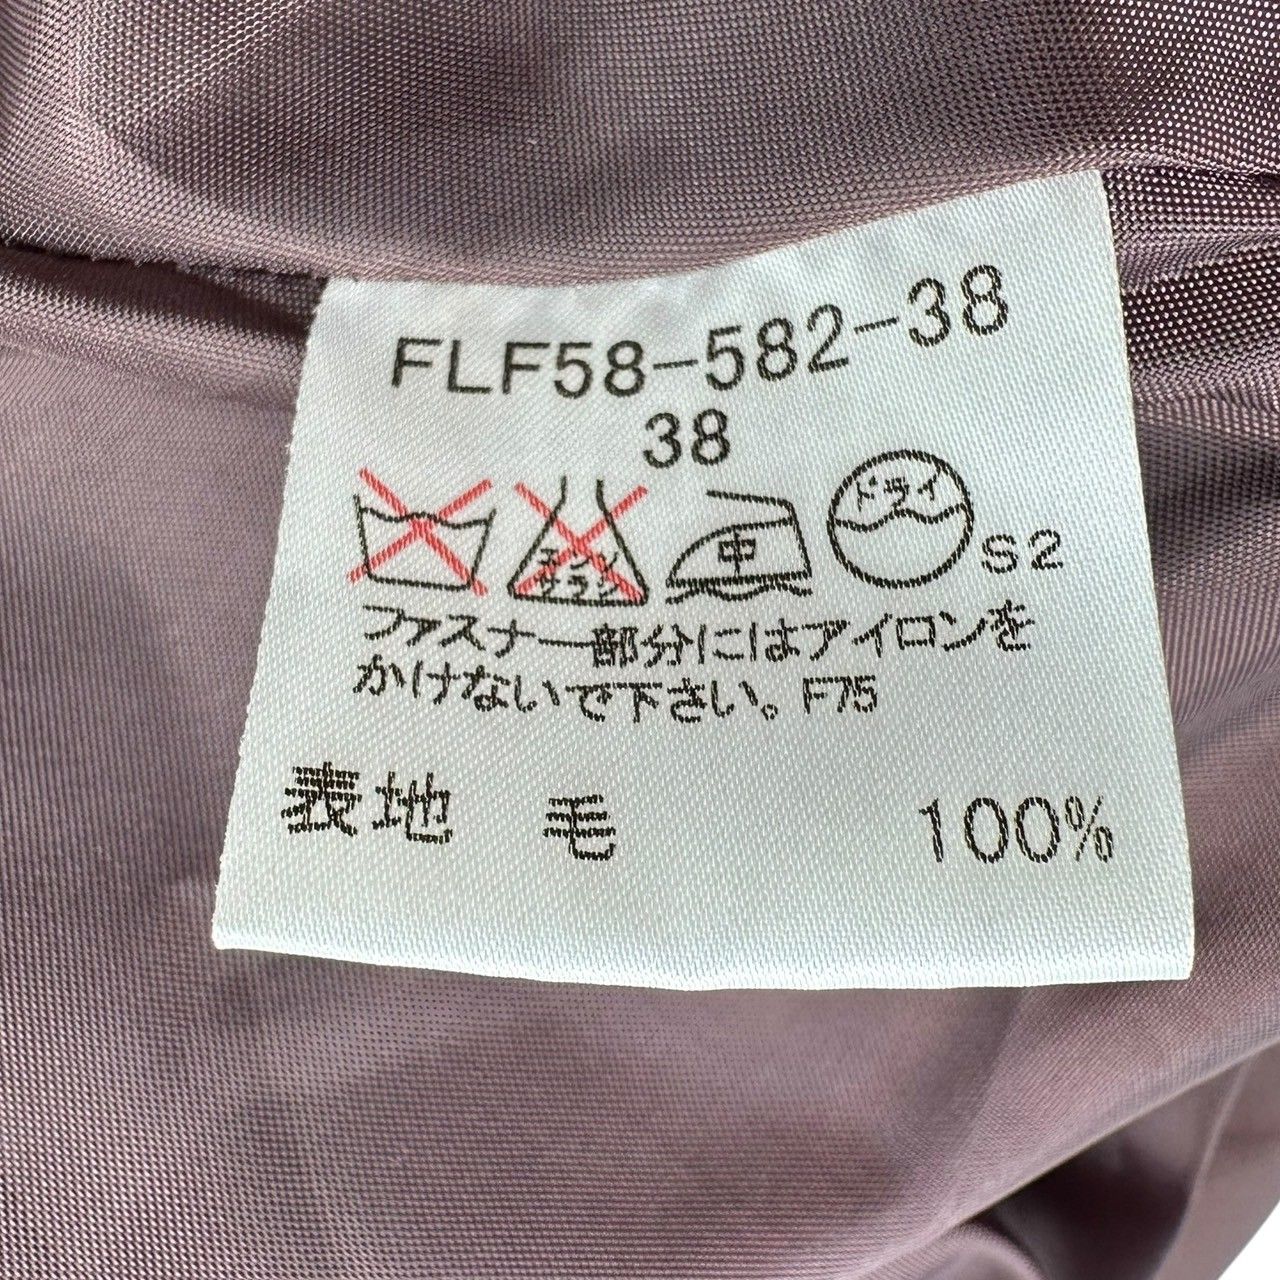 FLF58-582-38
38
エンソ
サラシ
中
ドライ
S2
ファスナー部分にはアイロンを
かけないで下さい。F75
表地 毛 100%